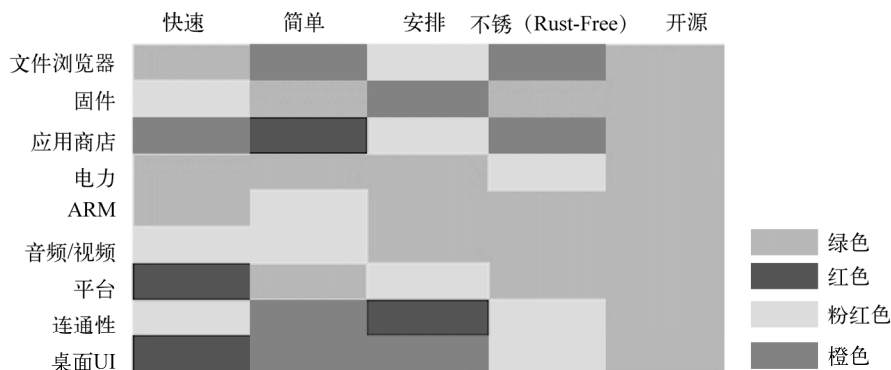 快速 简单 安排 不锈（Rust-Free） 开源
文件浏览器
固件
应用商店
电力
ARM
音频/视频
平台
连通性
桌面UI
绿色
红色
粉红色
橙色